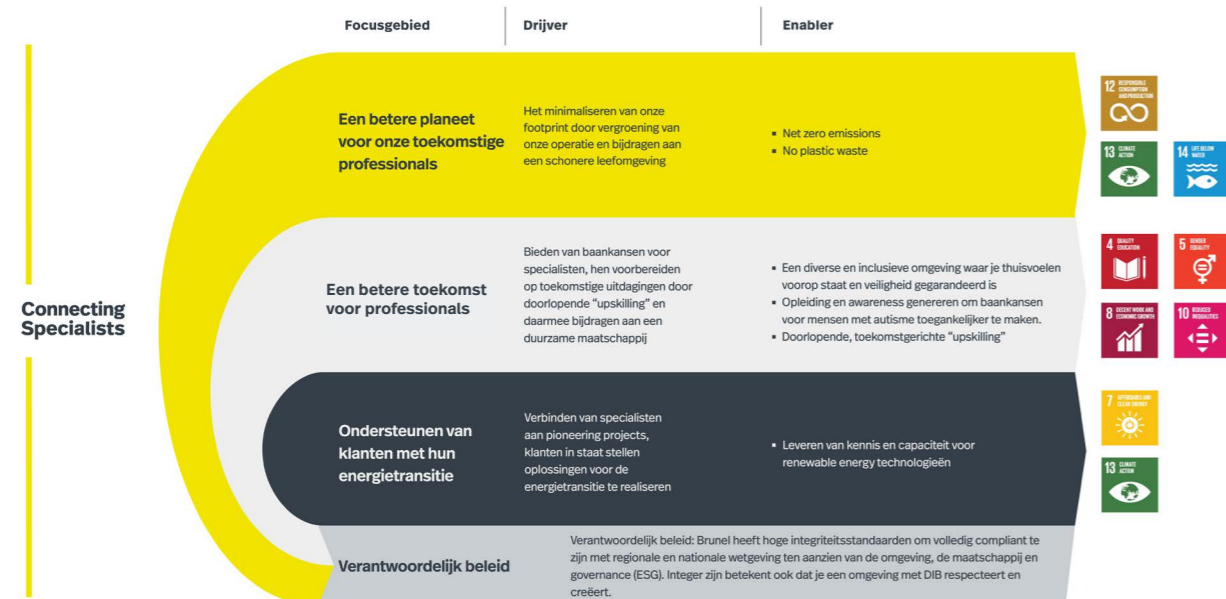 Focusgebied
Drijver
Enabler
Connecting
Specialists
Een betere planeet
voor onze toekomstige
professionals
Het minimaliseren van onze
footprint door vergroening van
onze operatie en bijdragen aan
een schonere leefomgeving
▪ Net zero emissions
▪ No plastic waste
12 RESPONSIBLE
CONSUMPTION
AND PRODUCTION
13 CLIMATE
ACTION
14 LIFE BELOW
WATER
Een betere toekomst
voor professionals
Bieden van baankansen voor
specialisten, hen voorbereiden
op toekomstige uitdagingen door
doorlopende “upskilling” en
daarmee bijdragen aan een
duurzame maatschappij
▪ Een diverse en inclusieve omgeving waar je thuisvoelen
voorop staat en veiligheid gegarandeerd is
▪ Opleiding en awareness genereren om baankansen
voor mensen met autisme toegankelijker te maken.
▪ Doorlopende, toekomstgerichte “upskilling”
4 QUALITY
EDUCATION
5 GENDER
EQUALITY
8 DECENT WORK AND
ECONOMIC GROWTH
10 REDUCED
INEQUALITIES
Ondersteunen van
klanten met hun
energietransitie
Verbinden van specialisten
aan pioneering projects,
klanten in staat stellen
oplossingen voor de
energietransitie te realiseren
▪ Leveren van kennis en capaciteit voor
renewable energy technologieën
7 AFFORDABLE AND
CLEAN ENERGY
13 CLIMATE
ACTION
Verantwoordelijk beleid
Verantwoordelijk beleid: Brunel heeft hoge integriteitsstandaarden om volledig compliant te
zijn met regionale en nationale wetgeving ten aanzien van de omgeving, de maatschappij en
governance (ESG). Integer zijn betekent ook dat je een omgeving met DIB respecteert en
creëert.